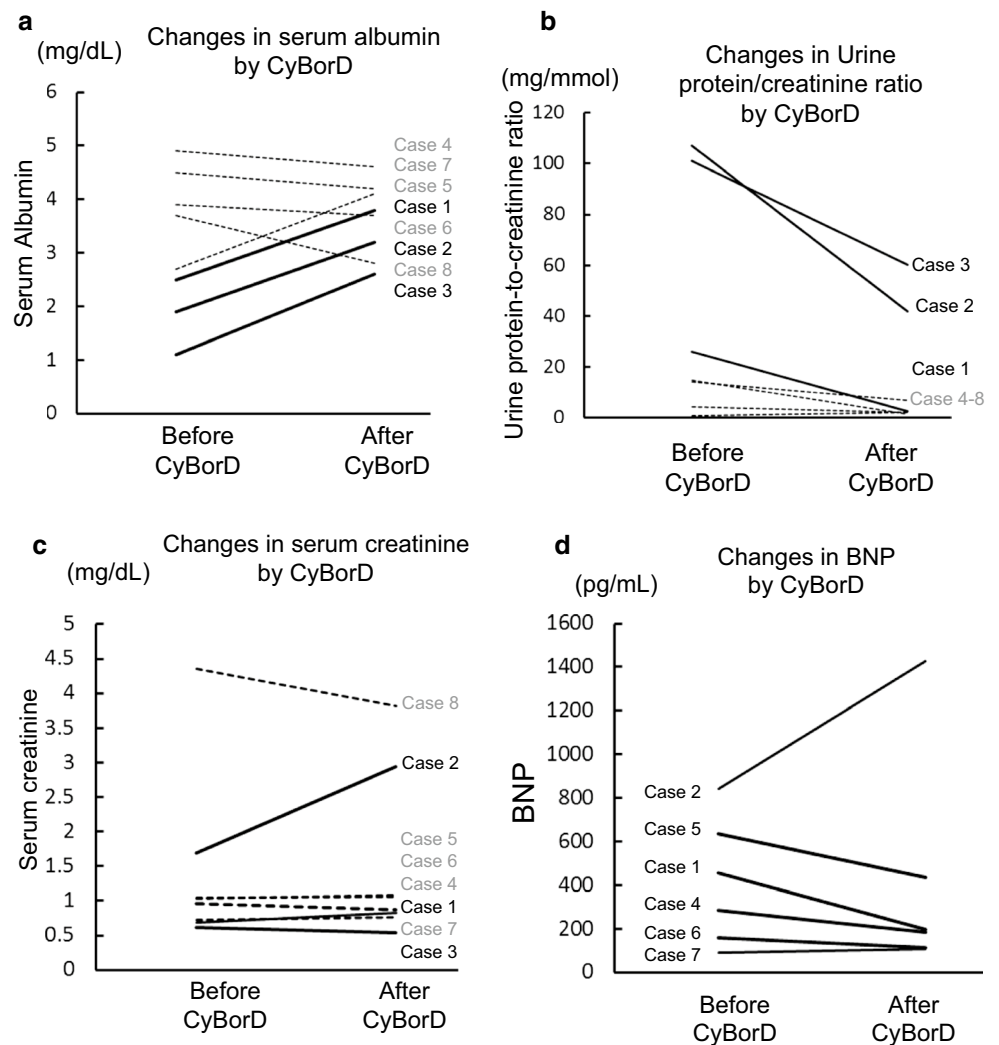 a
(mg/dL)
Changes in serum albumin
by CyBorD
Serum Albumin
6
5
4
3
2
1
0
Case 4
Case 7
Case 5
Case 1
Case 6
Case 2
Case 8
Case 3
Before
CyBorD
After
CyBorD
b
(mg/mmol)
Changes in Urine
protein/creatinine ratio
by CyBorD
Urine protein-to-creatinine ratio
120
100
80
60
40
20
0
Case 3
Case 2
Case 1
Case 4-8
Before
CyBorD
After
CyBorD
c
(mg/dL)
Changes in serum creatinine
by CyBorD
Serum creatinine
5
4.5
4
3.5
3
2.5
2
1.5
1
0.5
0
Case 8
Case 2
Case 5
Case 6
Case 4
Case 1
Case 7
Case 3
Before
CyBorD
After
CyBorD
d
(pg/mL)
Changes in BNP
by CyBorD
BNP
1600
1400
1200
1000
800
600
400
200
0
Case 2
Case 5
Case 1
Case 4
Case 6
Case 7
Before
CyBorD
After
CyBorD